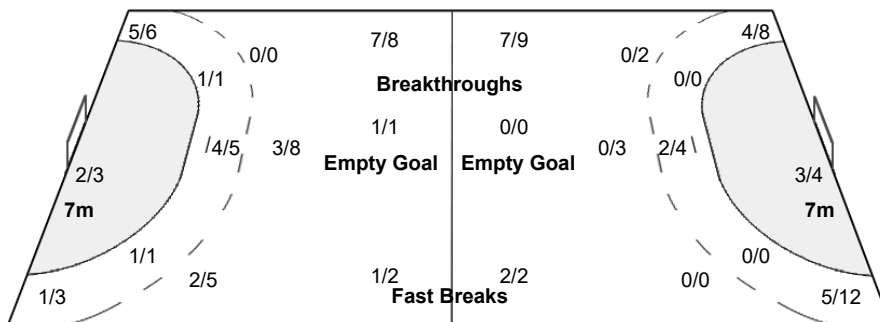 5/6 7/8 7/9 4/8
0/0 0/2
1/1 0/0
Breakthroughs
1/1 0/0
4/5 3/8 0/3 2/4
Empty Goal Empty Goal
2/3 3/4
7m 7m
1/1 0/0
2/5 1/2 2/2 0/0
1/3 Fast Breaks 5/12